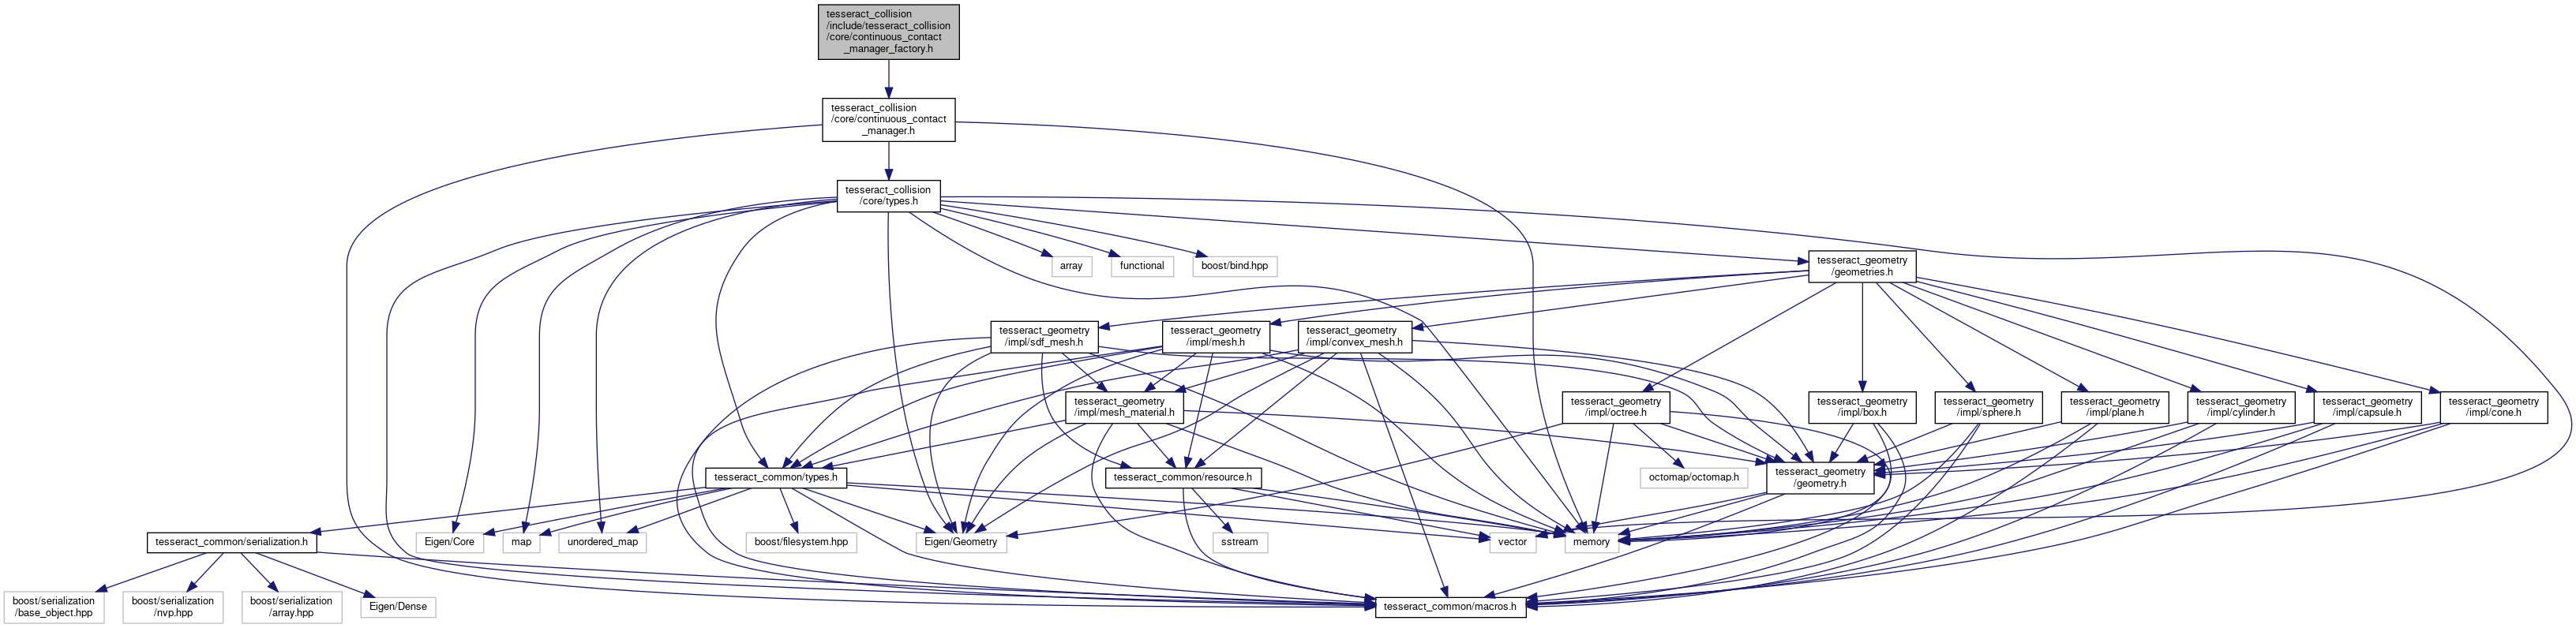 tesseract_collision
/include/tesseract_collision
/core/continuous_contact
_manager_factory.h
tesseract_collision
/core/continuous_contact
_manager.h
tesseract_collision
/core/types.h
array
functional
boost/bind.hpp
tesseract_geometry
/geometries.h
tesseract_geometry
/impl/sdf_mesh.h
tesseract_geometry
/impl/mesh.h
tesseract_geometry
/impl/convex_mesh.h
tesseract_geometry
/impl/mesh_material.h
tesseract_geometry
/impl/octree.h
tesseract_geometry
/impl/box.h
tesseract_geometry
/impl/sphere.h
tesseract_geometry
/impl/plane.h
tesseract_geometry
/impl/cylinder.h
tesseract_geometry
/impl/capsule.h
tesseract_geometry
/impl/cone.h
tesseract_common/types.h
tesseract_common/resource.h
octomap/octomap.h
tesseract_geometry
/geometry.h
tesseract_common/serialization.h
Eigen/Core
map
unordered_map
boost/filesystem.hpp
Eigen/Geometry
sstream
vector
memory
boost/serialization
/base_object.hpp
boost/serialization
/nvp.hpp
boost/serialization
/array.hpp
Eigen/Dense
tesseract_common/macros.h